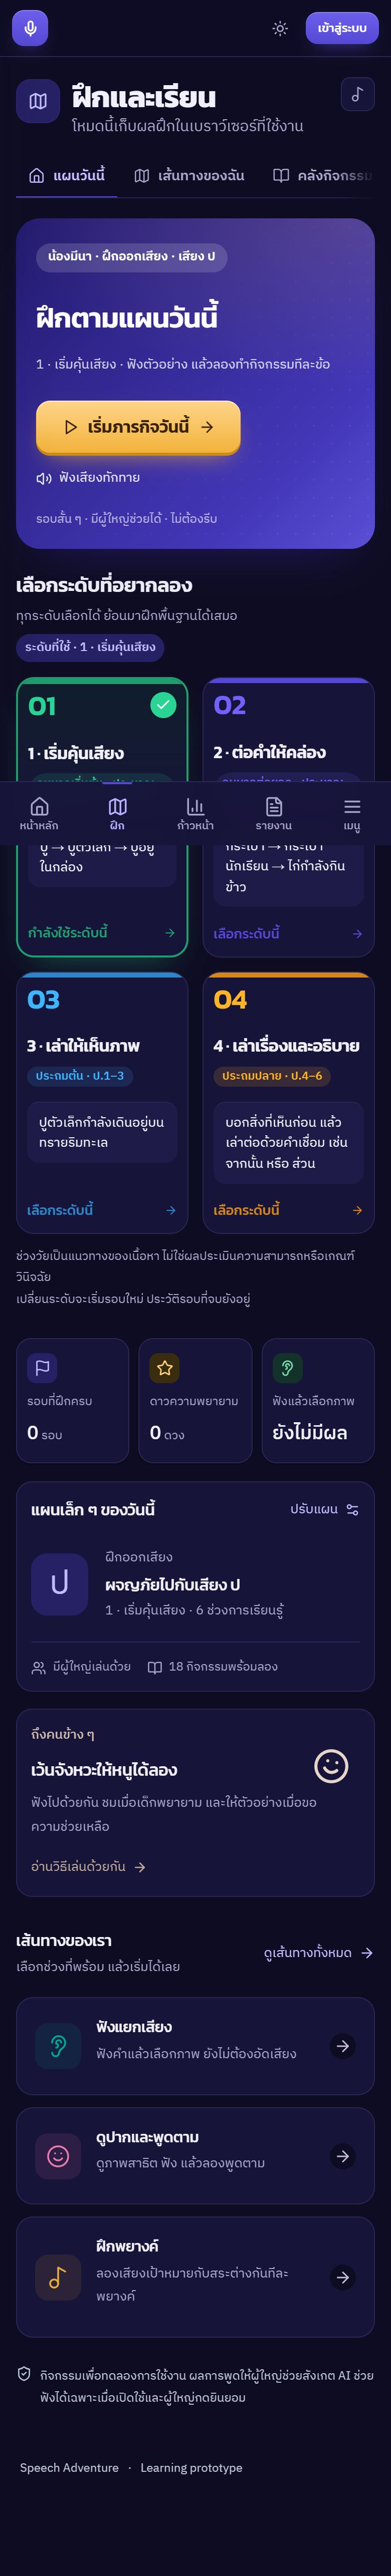 เข้าสู่ระบบ
ฝึกและเรียน
โหมดนี้เก็บผลฝึกในเบราว์เซอร์ที่ใช้งาน
แผนวันนี้
เส้นทางของฉัน
คลังกิจกรรม
น้องมีนา · ฝึกออกเสียง · เสียง ป
ฝึกตามแผนวันนี้
1 · เริ่มคุ้นเสียง · ฟังตัวอย่าง แล้วลองทำกิจกรรมทีละข้อ
เริ่มภารกิจวันนี้
ฟังเสียงทักทาย
รอบสั้น ๆ · มีผู้ใหญ่ช่วยได้ · ไม่ต้องรีบ
เลือกระดับที่อยากลอง
ทุกระดับเลือกได้ ย้อนมาฝึกพื้นฐานได้เสมอ
ระดับที่ใช้ · 1 · เริ่มคุ้นเสียง
01
1 · เริ่มคุ้นเสียง
02
2 · ต่อคำให้คล่อง
หน้าหลัก
ฝึก
ก้าวหน้า
รายงาน
เมนู
ปู → ปูตัวเล็ก → ปูอยู่
ในกล่อง
กำลังใช้ระดับนี้
กระเป๋า → กระเป๋า
นักเรียน → ไก่กำลังกิน
ข้าว
เลือกระดับนี้
03
3 · เล่าให้เห็นภาพ
ประถมต้น · ป.1–3
ปูตัวเล็กกำลังเดินอยู่บน
ทรายริมทะเล
เลือกระดับนี้
04
4 · เล่าเรื่องและอธิบาย
ประถมปลาย · ป.4–6
บอกสิ่งที่เห็นก่อน แล้ว
เล่าต่อด้วยคำเชื่อม เช่น
จากนั้น หรือ ส่วน
เลือกระดับนี้
ช่วงวัยเป็นแนวทางของเนื้อหา ไม่ใช่ผลประเมินความสามารถหรือเกณฑ์
วินิจฉัย
เปลี่ยนระดับจะเริ่มรอบใหม่ ประวัติรอบที่จบยังอยู่
รอบที่ฝึกครบ
0 รอบ
ดาวความพยายาม
0 ดวง
ฟังแล้วเลือกภาพ
ยังไม่มีผล
แผนเล็ก ๆ ของวันนี้
ปรับแผน
ป
ฝึกออกเสียง
ผจญภัยไปกับเสียง ป
1 · เริ่มคุ้นเสียง · 6 ช่วงการเรียนรู้
มีผู้ใหญ่เล่นด้วย
18 กิจกรรมพร้อมลอง
ถึงคนข้าง ๆ
เว้นจังหวะให้หนูได้ลอง
ฟังไปด้วยกัน ชมเมื่อเด็กพยายาม และให้ตัวอย่างเมื่อขอ
ความช่วยเหลือ
อ่านวิธีเล่นด้วยกัน
เส้นทางของเรา
เลือกช่วงที่พร้อม แล้วเริ่มได้เลย
ดูเส้นทางทั้งหมด
ฟังแยกเสียง
ฟังคำแล้วเลือกภาพ ยังไม่ต้องอัดเสียง
ดูปากและพูดตาม
ดูภาพสาธิต ฟัง แล้วลองพูดตาม
ฝึกพยางค์
ลองเสียงเป้าหมายกับสระต่างกันทีละ
พยางค์
กิจกรรมเพื่อทดลองการใช้งาน ผลการพูดให้ผู้ใหญ่ช่วยสังเกต AI ช่วย
ฟังได้เฉพาะเมื่อเปิดใช้และผู้ใหญ่กดยินยอม
Speech Adventure · Learning prototype